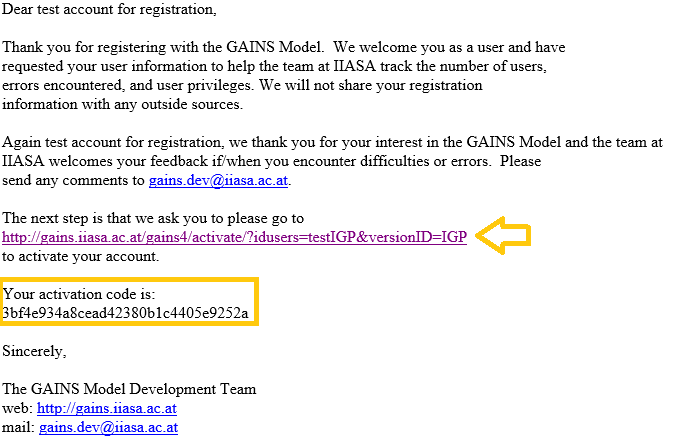 Dear test account for registration,
Thank you for registering with the GAINS Model.  We welcome you as a user and have
requested your user information to help the team at IIASA track the number of users,
errors encountered, and user privileges. We will not share your registration
information with any outside sources.
Again test account for registration, we thank you for your interest in the GAINS Model and the team at
IIASA welcomes your feedback if/when you encounter difficulties or errors.  Please
send any comments to gains.dev@iiasa.ac.at.
The next step is that we ask you to please go to
http://gains.iiasa.ac.at/gains4/activate/?idusers=testIGP&versionID=IGP
to activate your account.
Your activation code is:
3bf4e934a8cead42380b1c4405e9252a
Sincerely,
The GAINS Model Development Team
web: http://gains.iiasa.ac.at
mail: gains.dev@iiasa.ac.at